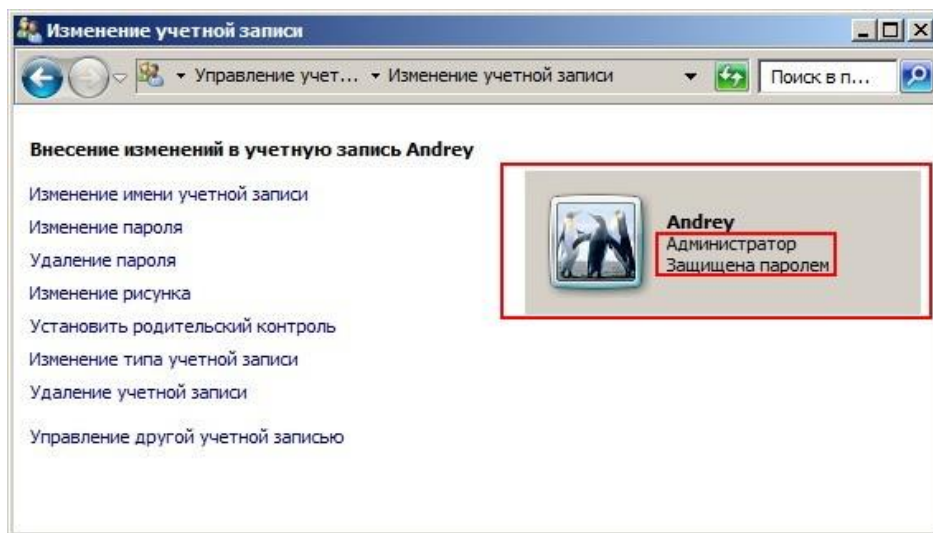 Изменение учетной записи
Управление учет... Изменение учетной записи Поиск в п...
Внесение изменений в учетную запись Andrey
Изменение имени учетной записи
Изменение пароля
Удаление пароля
Изменение рисунка
Установить родительский контроль
Изменение типа учетной записи
Удаление учетной записи
Управление другой учетной записью
Andrey
Администратор
Защищена паролем